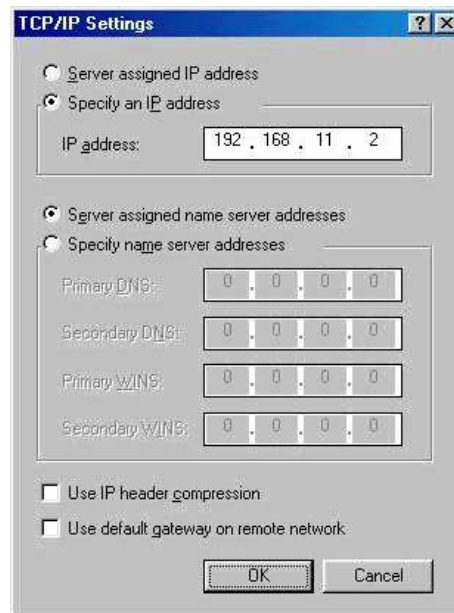 TCP/IP Settings
Server assigned IP address
Specify an IP address
IP address: 192 . 168 . 11 . 2
Server assigned name server addresses
Specify name server addresses
Primary DNS: 0 . 0 . 0 . 0
Secondary DNS: 0 . 0 . 0 . 0
Primary WINS: 0 . 0 . 0 . 0
Secondary WINS: 0 . 0 . 0 . 0
Use IP header compression
Use default gateway on remote network
OK Cancel